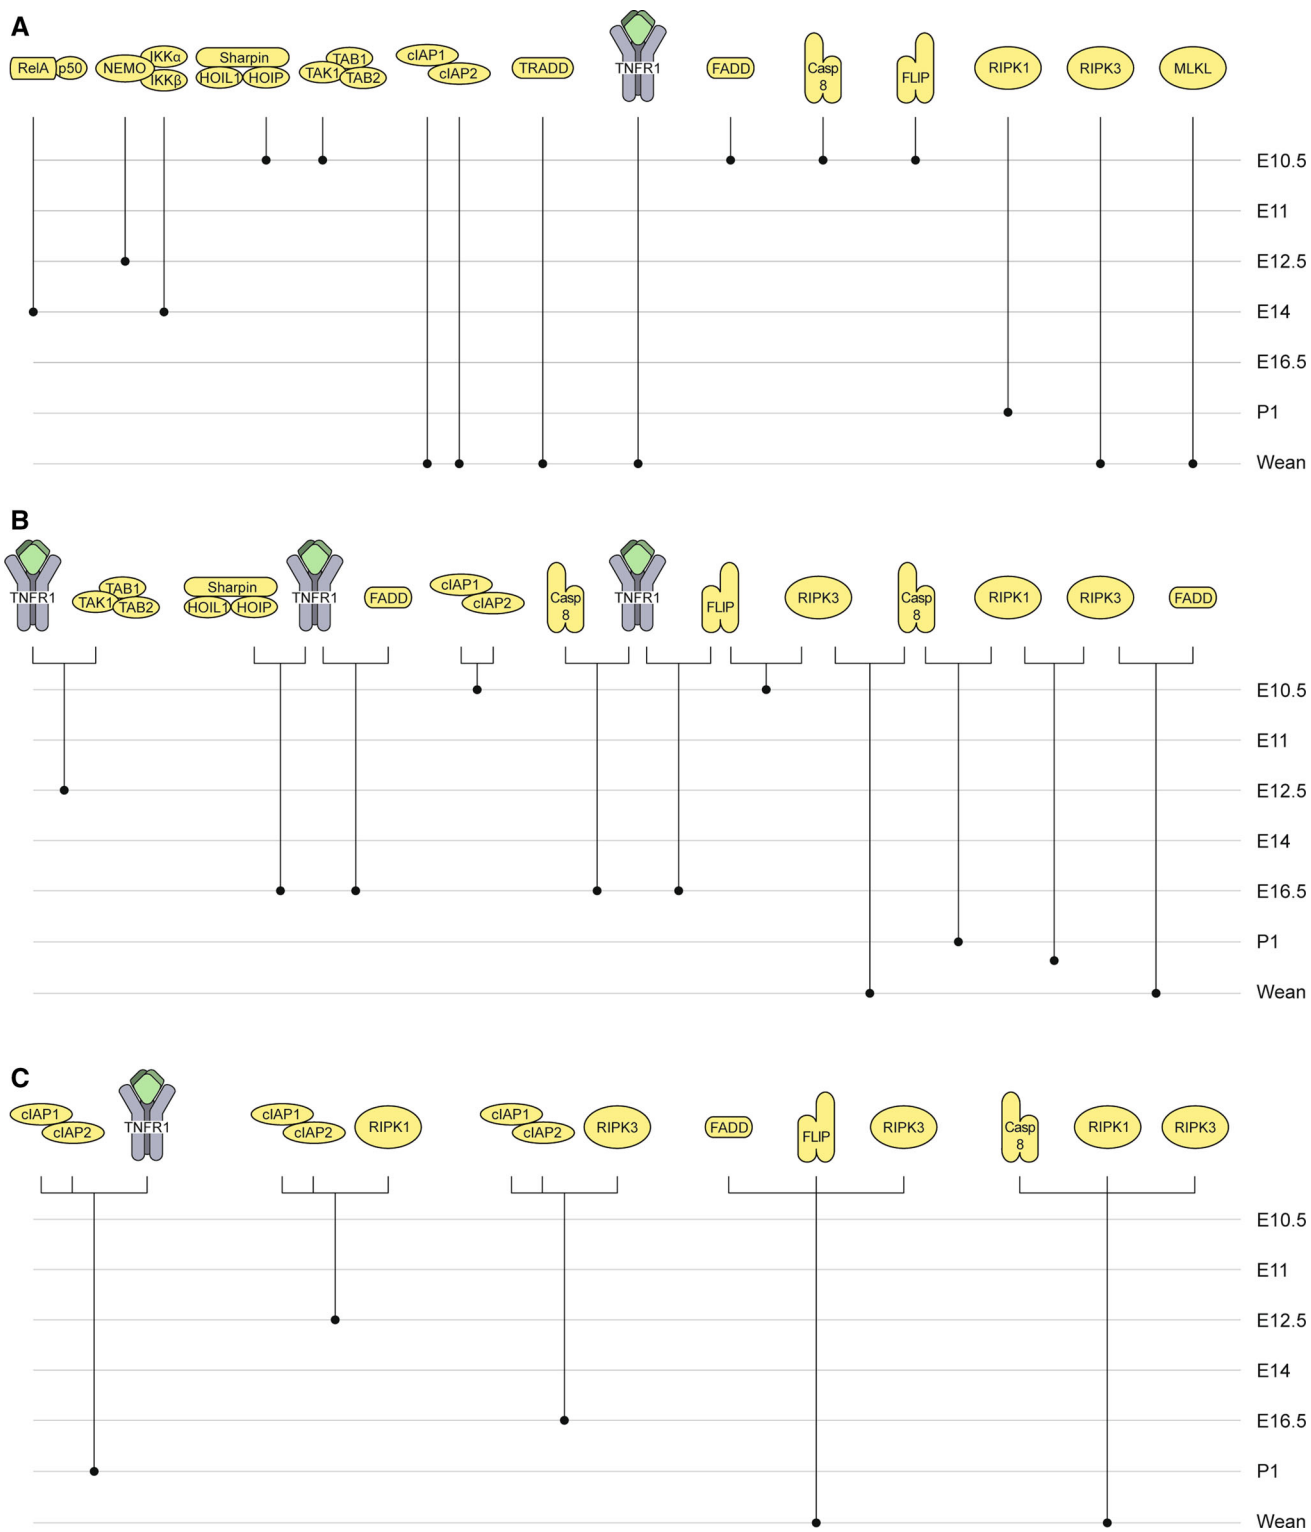 A
RelA p50 NEMO IKKα IKKβ Sharpin HOIL1 HOIP TAK1 TAB1 TAB2 cIAP1 cIAP2 TRADD TNFR1 FADD Casp 8 FLIP RIPK1 RIPK3 MLKL
E10.5
E11
E12.5
E14
E16.5
P1
Wean
B
TNFR1 TAK1 TAB1 TAB2 Sharpin HOIL1 HOIP TNFR1 FADD cIAP1 cIAP2 Casp 8 TNFR1 FLIP RIPK3 Casp 8 RIPK1 RIPK3 FADD
E10.5
E11
E12.5
E14
E16.5
P1
Wean
C
cIAP1 cIAP2 TNFR1 cIAP1 cIAP2 RIPK1 cIAP1 cIAP2 RIPK3 FADD FLIP RIPK3 Casp 8 RIPK1 RIPK3
E10.5
E11
E12.5
E14
E16.5
P1
Wean